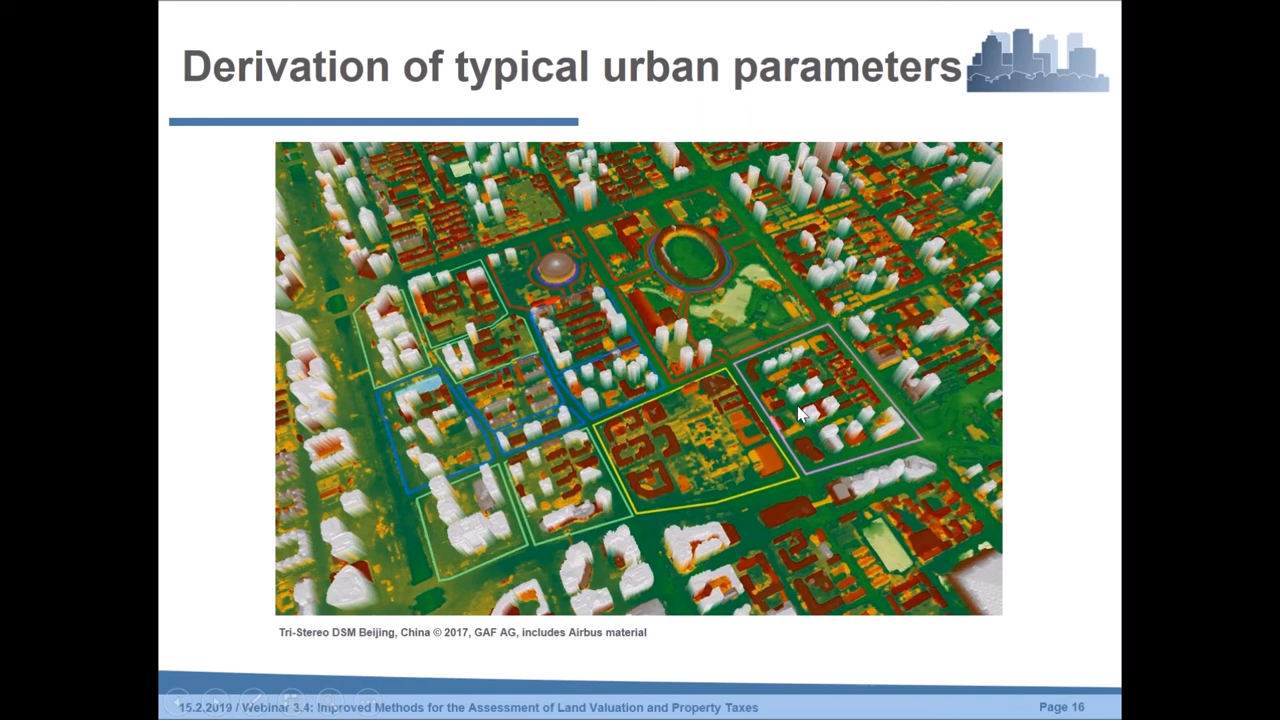 Derivation of typical urban parameters
Tri-Stereo DSM Beijing, China © 2017, GAF AG, includes Airbus material
15.2.2019 / Webinar 3.4: Improved Methods for the Assessment of Land Valuation and Property Taxes
Page 16